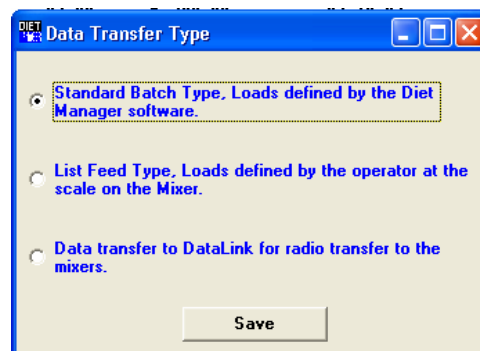 DIET
Data Transfer Type
Standard Batch Type, Loads defined by the Diet
Manager software.
List Feed Type, Loads defined by the operator at the
scale on the Mixer.
Data transfer to DataLink for radio transfer to the
mixers.
Save